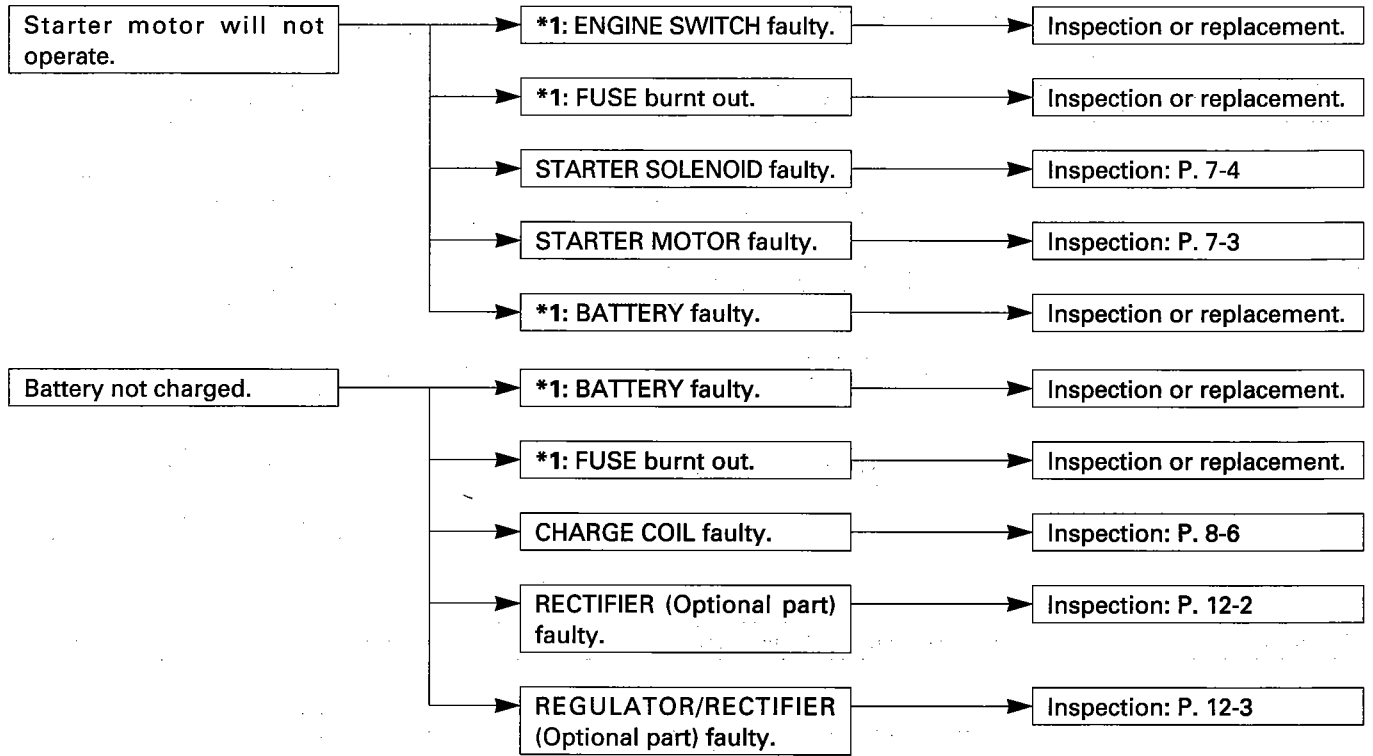 Starter motor will not
operate.
*1: ENGINE SWITCH faulty.
Inspection or replacement.
*1: FUSE burnt out.
Inspection or replacement.
STARTER SOLENOID faulty.
Inspection: P. 7-4
STARTER MOTOR faulty.
Inspection: P. 7-3
*1: BATTERY faulty.
Inspection or replacement.
Battery not charged.
*1: BATTERY faulty.
Inspection or replacement.
*1: FUSE burnt out.
Inspection or replacement.
CHARGE COIL faulty.
Inspection: P. 8-6
RECTIFIER (Optional part)
faulty.
Inspection: P. 12-2
REGULATOR/RECTIFIER
(Optional part) faulty.
Inspection: P. 12-3